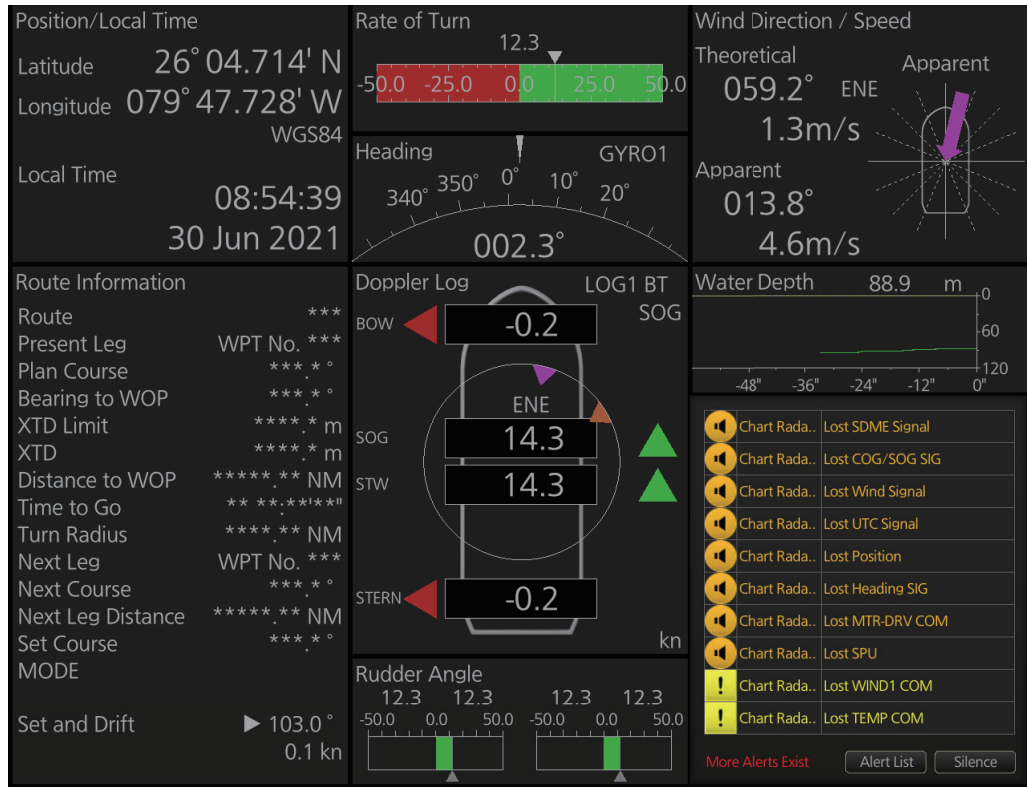 Position/Local Time
Latitude 26° 04.714' N
Longitude 079° 47.728' W
WGS84
Local Time
08:54:39
30 Jun 2021
Rate of Turn
12.3
-50.0 -25.0 0.0 25.0 50.0
Heading GYRO1
340° 350° 0° 10° 20°
002.3°
Wind Direction / Speed
Theoretical
059.2° ENE
1.3m/s
Apparent
Apparent
013.8°
4.6m/s
Route Information
Route ***
Present Leg WPT No. ***
Plan Course ***.* °
Bearing to WOP ***.* °
XTD Limit ****.* m
XTD ****.* m
Distance to WOP *****.** NM
Time to Go ** **:**'**"
Turn Radius ****.** NM
Next Leg WPT No. ***
Next Course ***.* °
Next Leg Distance *****.** NM
Set Course ***.* °
MODE
Set and Drift ▶ 103.0 °
0.1 kn
Doppler Log LOG1 BT
SOG
BOW -0.2
ENE
SOG 14.3
STW 14.3
STERN -0.2
kn
Rudder Angle
12.3 12.3 12.3 12.3
-50.0 0.0 50.0 -50.0 0.0 50.0
Water Depth 88.9 m
0
60
120
-48" -36" -24" -12" 0"
Chart Rada.. Lost SDME Signal
Chart Rada.. Lost COG/SOG SIG
Chart Rada.. Lost Wind Signal
Chart Rada.. Lost UTC Signal
Chart Rada.. Lost Position
Chart Rada.. Lost Heading SIG
Chart Rada.. Lost MTR-DRV COM
Chart Rada.. Lost SPU
! Chart Rada.. Lost WIND1 COM
! Chart Rada.. Lost TEMP COM
More Alerts Exist Alert List Silence